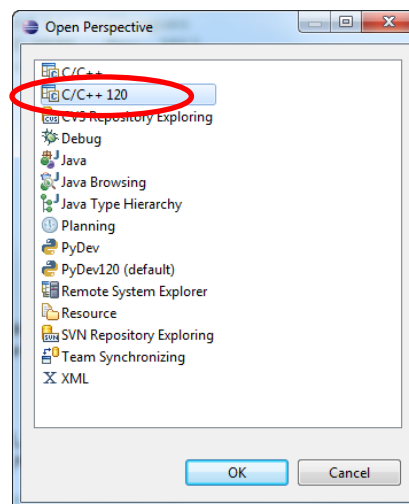 Open Perspective
C/C++
C/C++ 120
CVS Repository Exploring
Debug
Java
Java Browsing
Java Type Hierarchy
Planning
PyDev
PyDev120 (default)
Remote System Explorer
Resource
SVN Repository Exploring
Team Synchronizing
XML
OK
Cancel